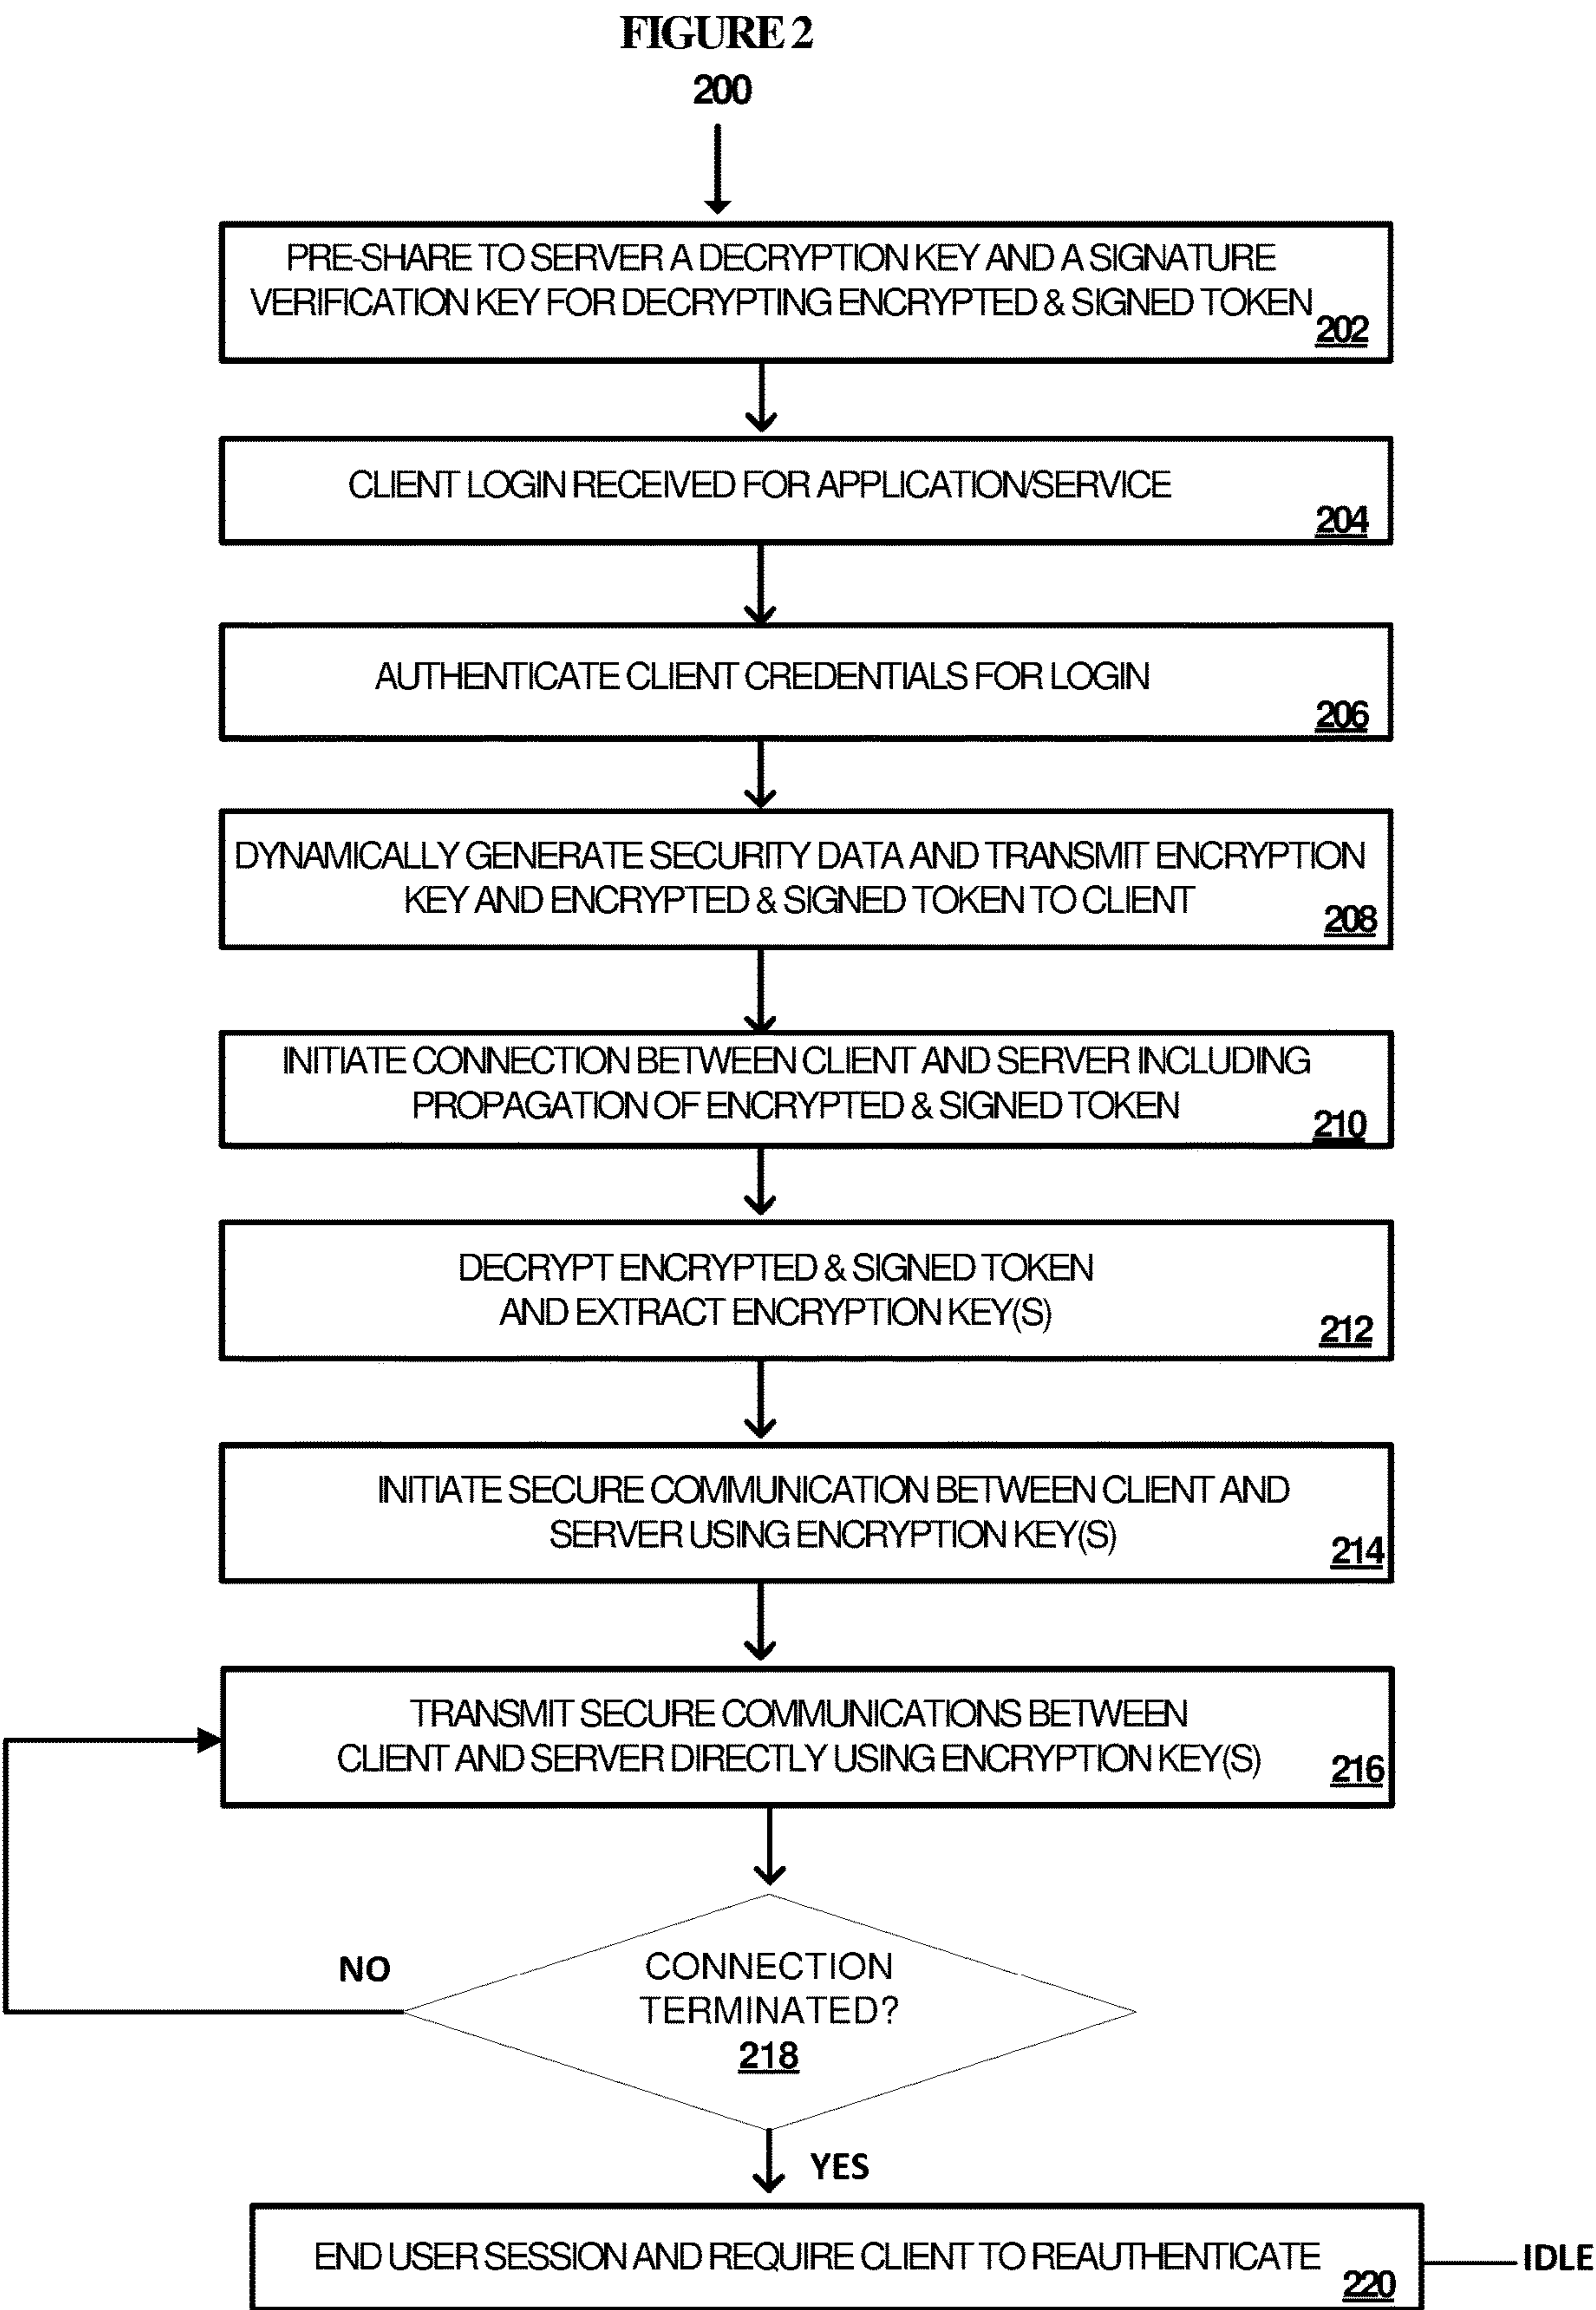 FIGURE 2
200
PRE-SHARE TO SERVER A DECRYPTION KEY AND A SIGNATURE
VERIFICATION KEY FOR DECRYPTING ENCRYPTED & SIGNED TOKEN
202
CLIENT LOGIN RECEIVED FOR APPLICATION/SERVICE
204
AUTHENTICATE CLIENT CREDENTIALS FOR LOGIN
206
DYNAMICALLY GENERATE SECURITY DATA AND TRANSMIT ENCRYPTION
KEY AND ENCRYPTED & SIGNED TOKEN TO CLIENT
208
INITIATE CONNECTION BETWEEN CLIENT AND SERVER INCLUDING
PROPAGATION OF ENCRYPTED & SIGNED TOKEN
210
DECRYPT ENCRYPTED & SIGNED TOKEN
AND EXTRACT ENCRYPTION KEY(S)
212
INITIATE SECURE COMMUNICATION BETWEEN CLIENT AND
SERVER USING ENCRYPTION KEY(S)
214
TRANSMIT SECURE COMMUNICATIONS BETWEEN
CLIENT AND SERVER DIRECTLY USING ENCRYPTION KEY(S)
216
NO
CONNECTION
TERMINATED?
218
YES
END USER SESSION AND REQUIRE CLIENT TO REAUTHENTICATE
220
IDLE